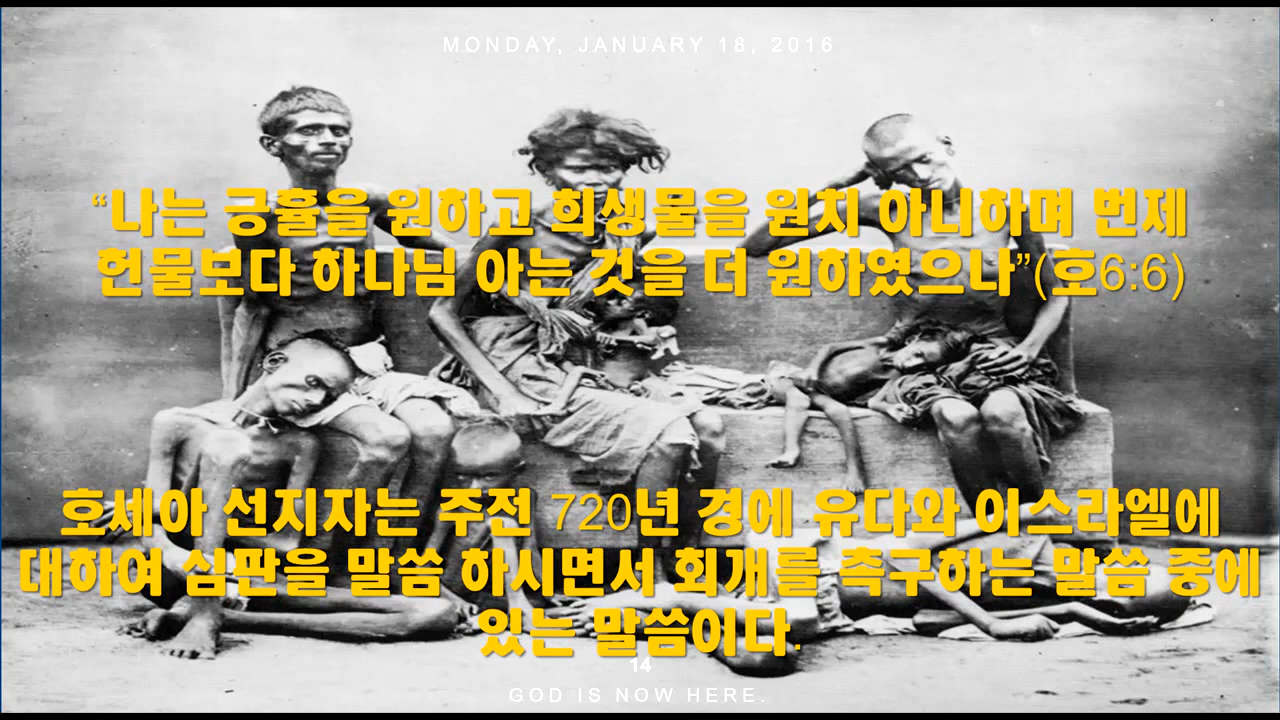 MONDAY, JANUARY 18, 2016
“나는 긍휼을 원하고 희생물을 원치 아니하며 번제
헌물보다 하나님 아는 것을 더 원하였으나”(호6:6)
호세아 선지자는 주전 720년 경에 유다와 이스라엘에
대하여 심판을 말씀 하시면서 회개를 촉구하는 말씀 중에
있는 말씀이다.
14
GOD IS NOW HERE.